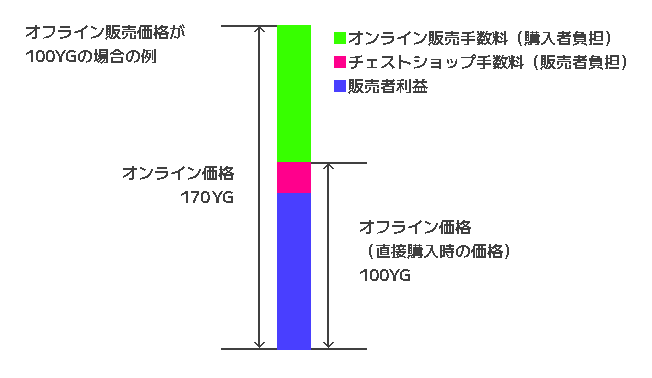 オフライン販売価格が
100YGの場合の例
オンライン販売手数料（購入者負担）
チェストショップ手数料（販売者負担）
販売者利益
オンライン価格
170YG
オフライン価格
（直接購入時の価格）
100YG